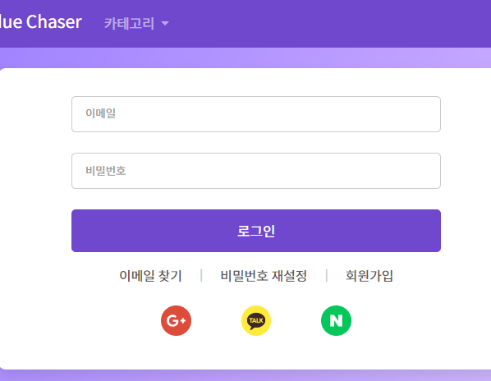 lue Chaser 카테고리
이메일
비밀번호
로그인
이메일 찾기 | 비밀번호 재설정 | 회원가입
G+ TALK N